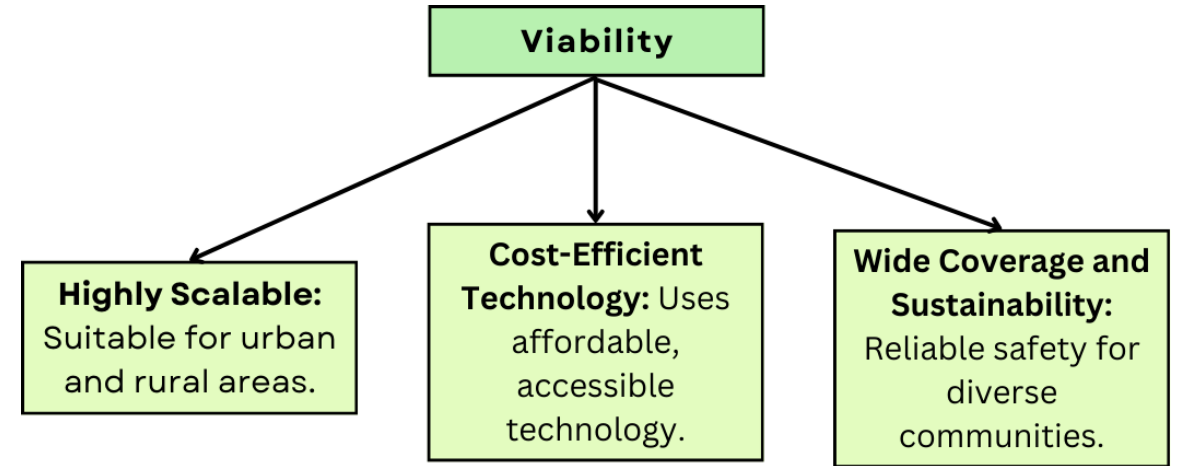 Viability
Highly Scalable:
Suitable for urban
and rural areas.
Cost-Efficient
Technology: Uses
affordable,
accessible
technology.
Wide Coverage and
Sustainability:
Reliable safety for
diverse
communities.